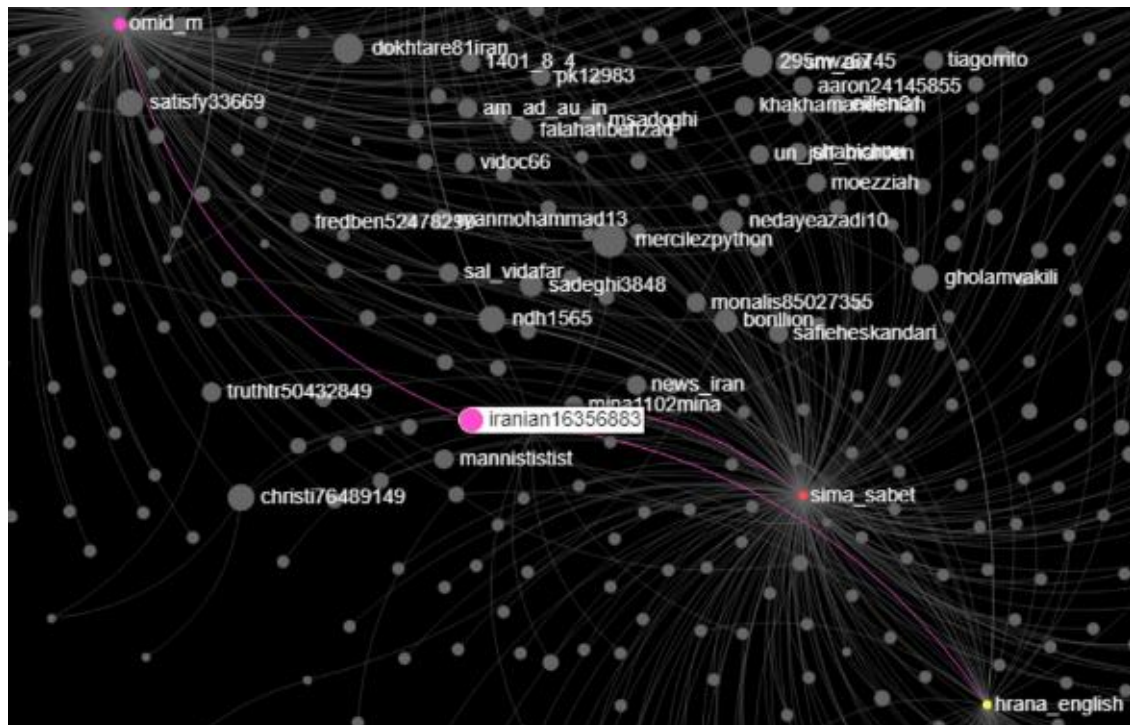 omid_m
dokhtare81iran
1401_8_4
pk12983
tiagorrito
satisfy33669
aaron24145855
am_ad_au_in
msadoghi
falahatibehzad
vidoc66
moezziah
fredben5247829
nedayeazadi10
mercilezpython
sal_vidafar
sadeghi3848
gholamvakili
monalis85027355
ndh1565
safieheskandari
truthtr50432849
news_iran
mina1102mina
iranian16356883
mannististist
christi76489149
sima_sabet
hrana_english